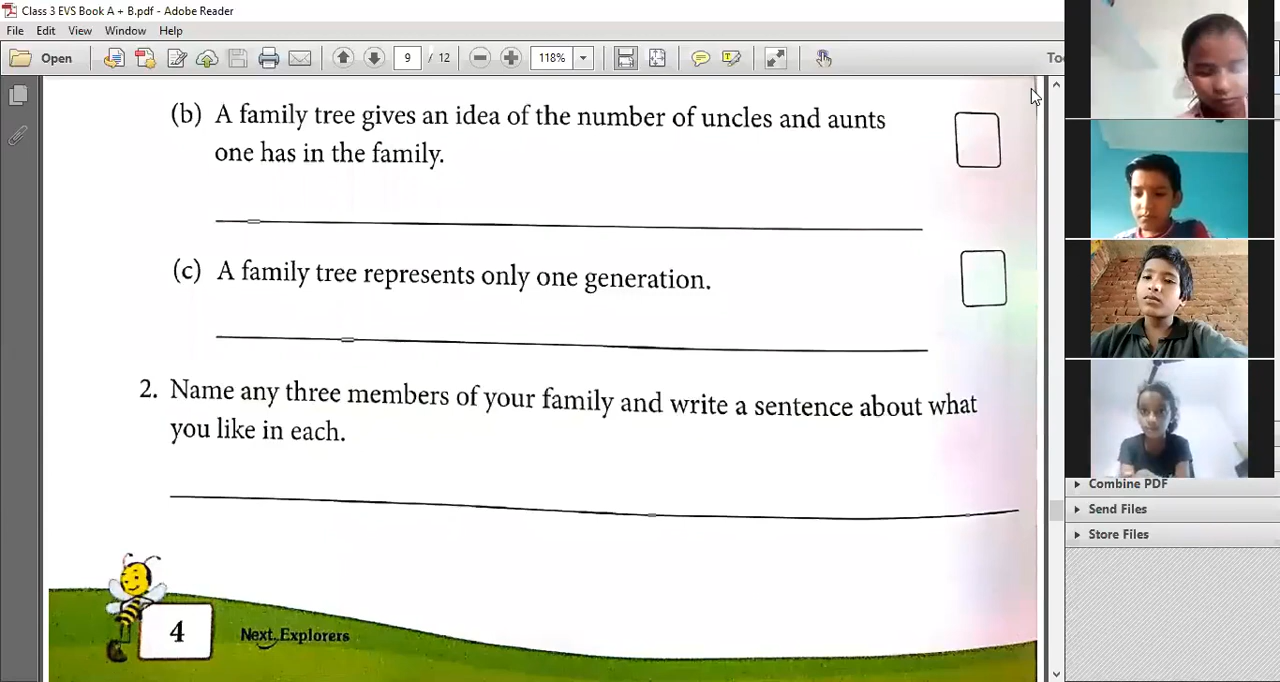 Class 3 EVS Book A + B.pdf - Adobe Reader
File Edit View Window Help
Open 9 / 12 118%
(b) A family tree gives an idea of the number of uncles and aunts
one has in the family.
(c) A family tree represents only one generation.
2. Name any three members of your family and write a sentence about what
you like in each.
4 Next Explorers
Combine PDF
Send Files
Store Files